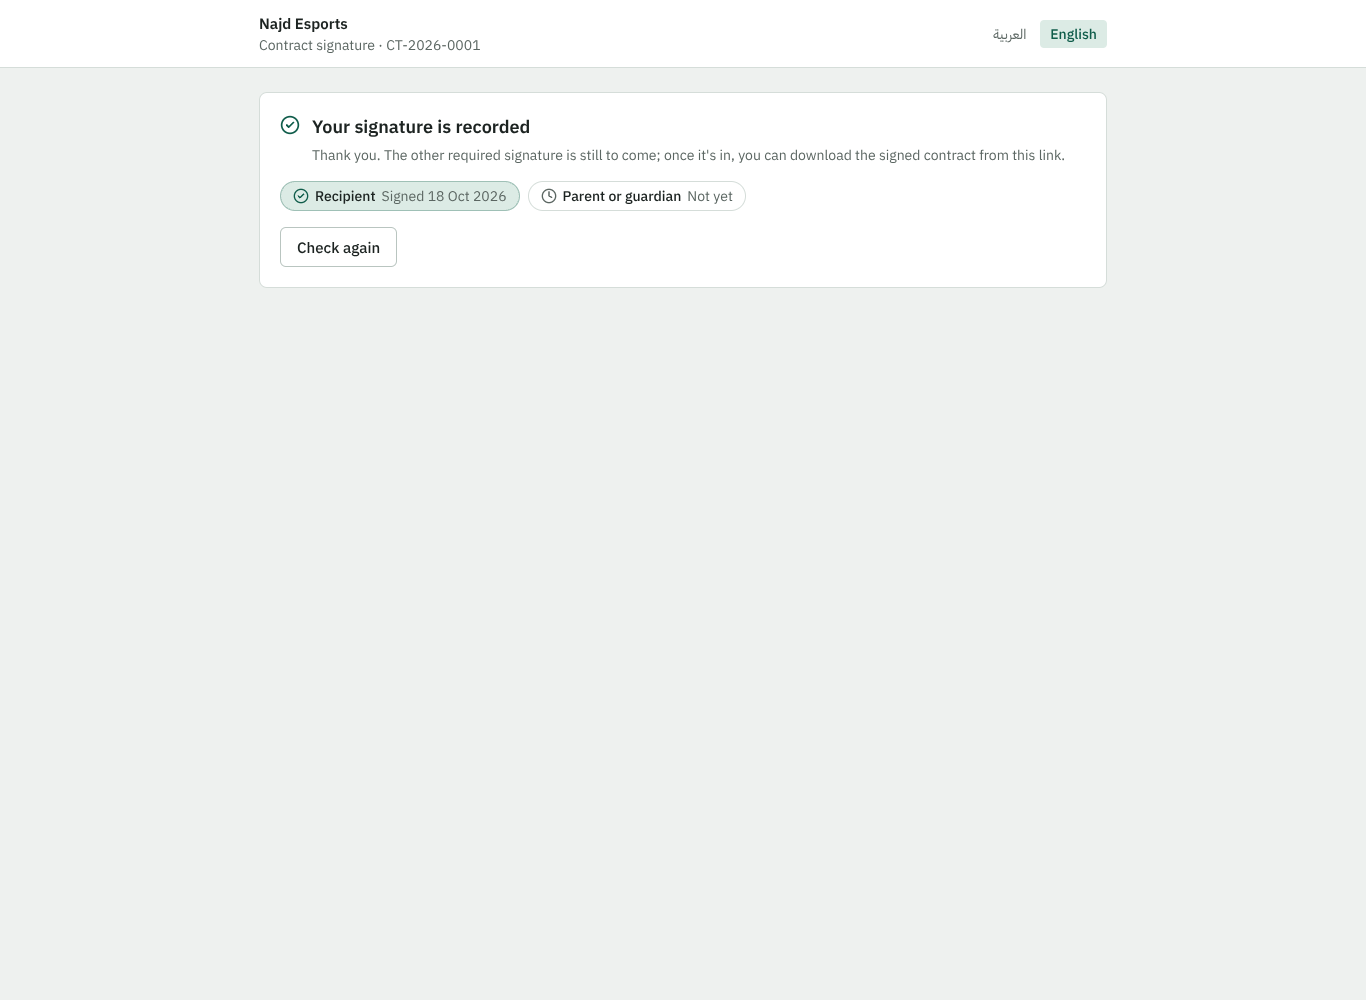 Najd Esports
Contract signature · CT-2026-0001
العربية
English
Your signature is recorded
Thank you. The other required signature is still to come; once it's in, you can download the signed contract from this link.
Recipient Signed 18 Oct 2026
Parent or guardian Not yet
Check again